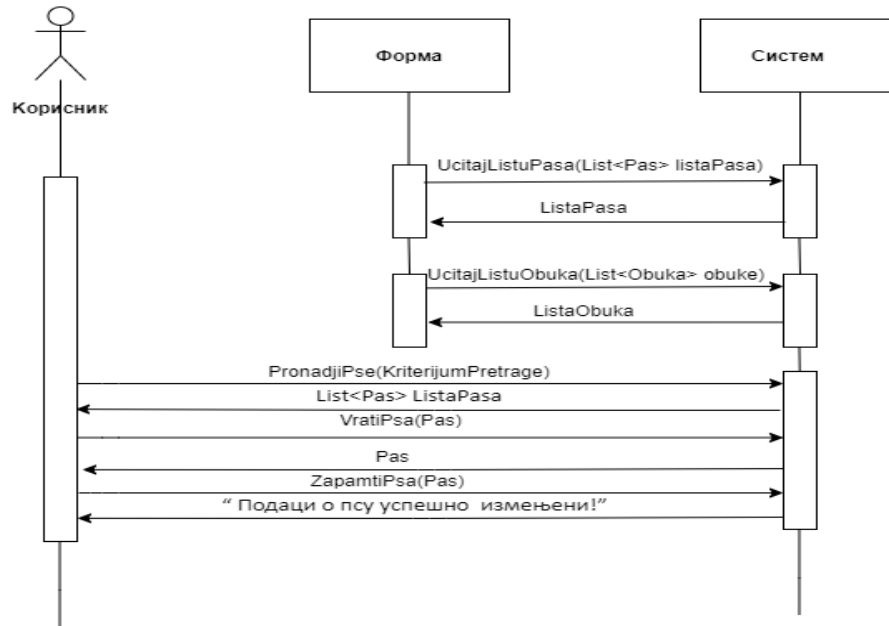 Форма
Систем
Корисник
UcitajListuPasa(List<Pas> listaPasa)
ListaPasa
UcitajListuObuka(List<Obuka> obuke)
ListaObuka
PronadjiPse(KriterijumPretrage)
List<Pas> ListaPasa
VratiPsa(Pas)
Pas
ZapamtiPsa(Pas)
“ Подаци о псу успешно измењени!”